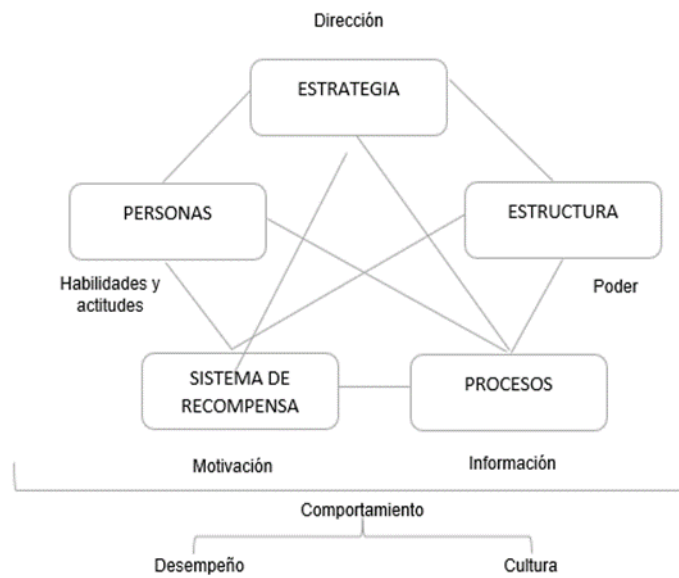 Dirección
ESTRATEGIA
PERSONAS
ESTRUCTURA
Habilidades y
actitudes
Poder
SISTEMA DE
RECOMPENSA
PROCESOS
Motivación
Información
Comportamiento
Desempeño
Cultura